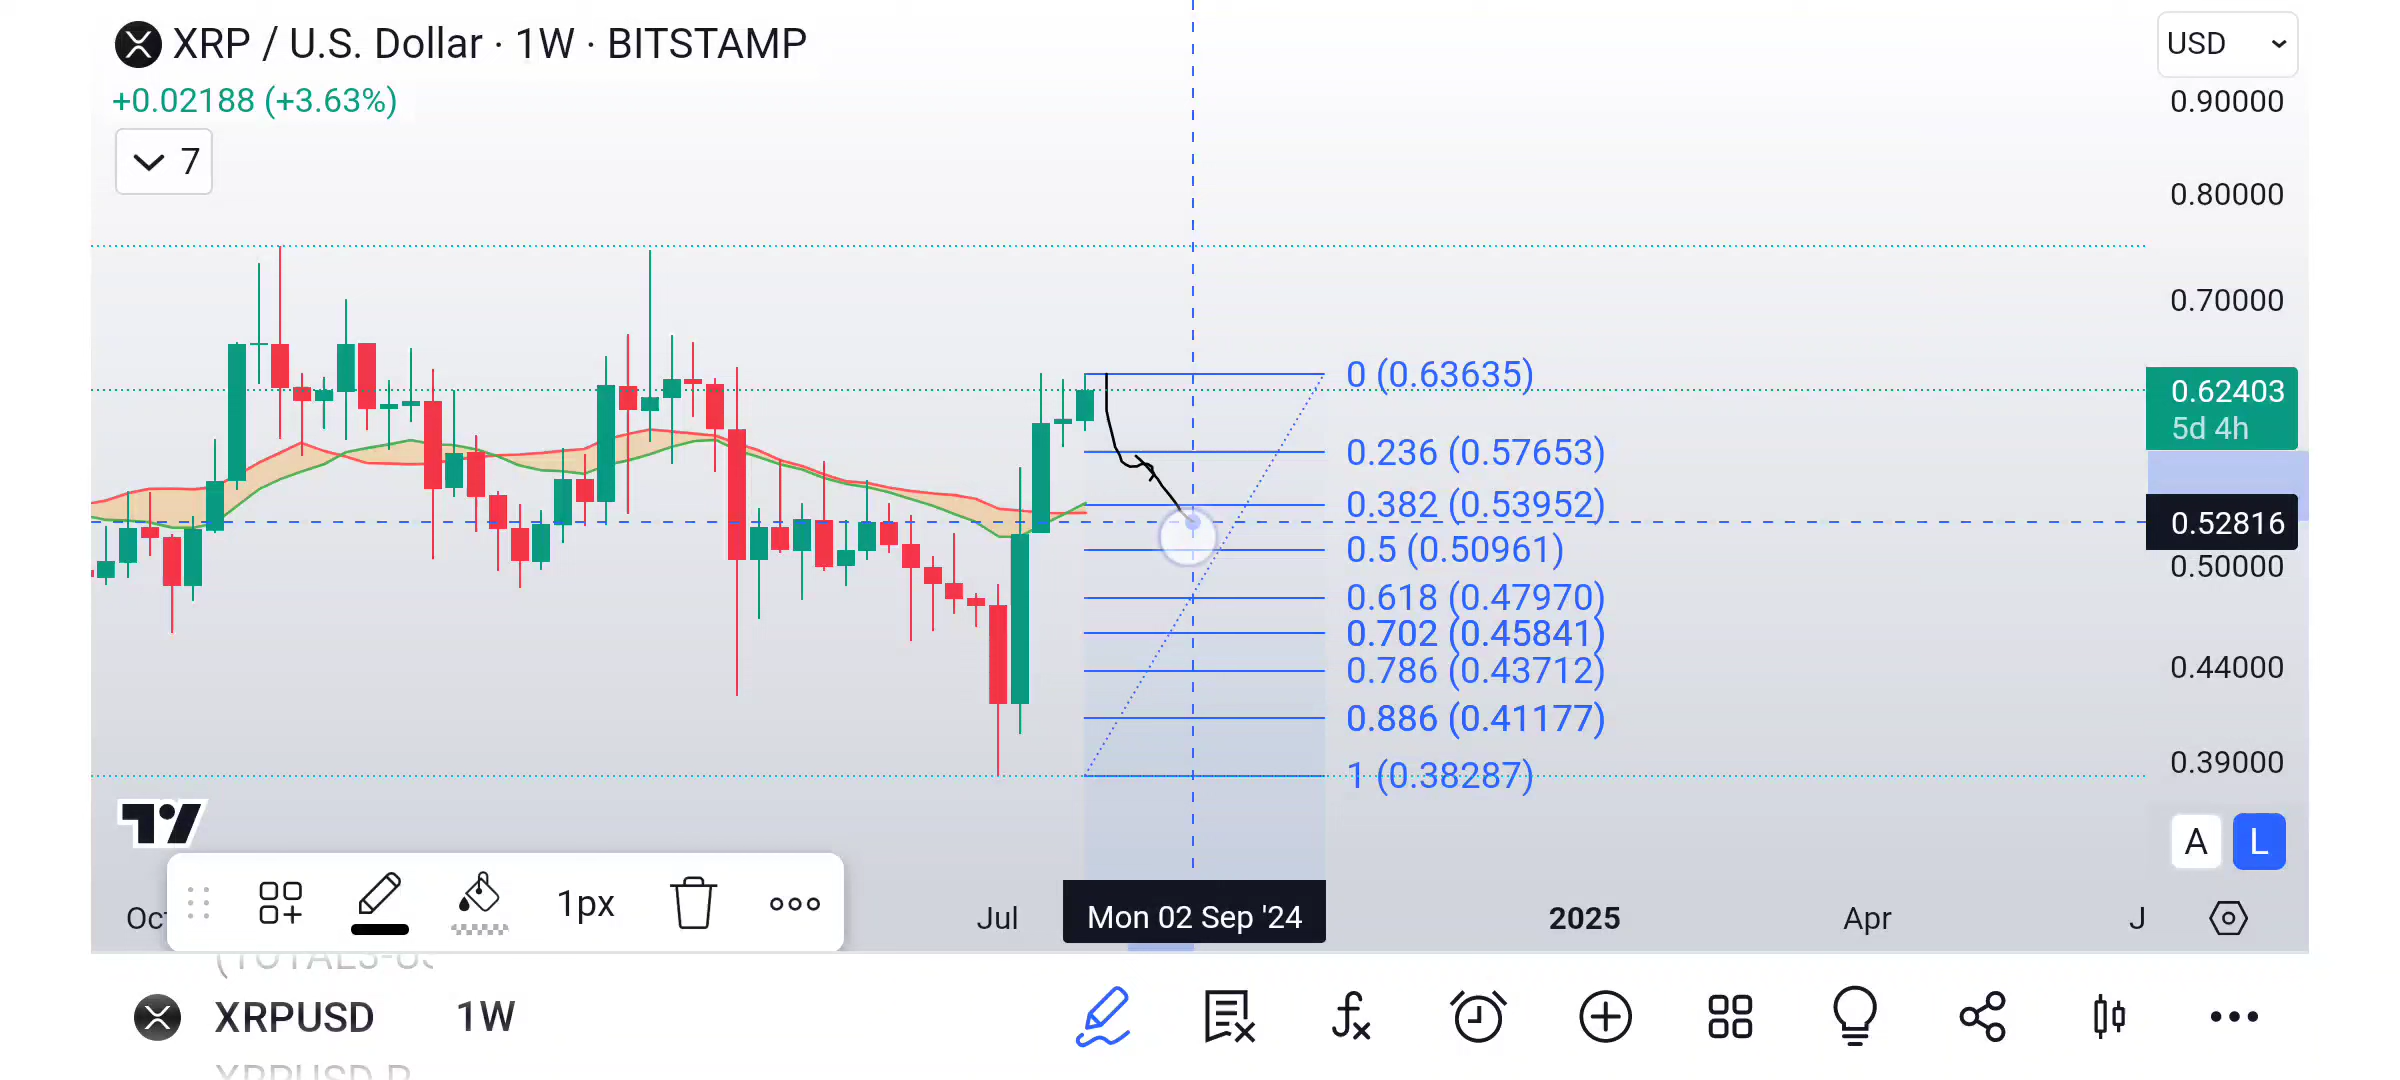 XRP / U.S. Dollar · 1W · BITSTAMP
USD
+0.02188 (+3.63%)
7
0.90000
0.80000
0.70000
0 (0.63635)
0.62403
5d 4h
0.236 (0.57653)
0.382 (0.53952)
0.52816
0.5 (0.50961)
0.50000
0.618 (0.47970)
0.702 (0.45841)
0.44000
0.786 (0.43712)
0.886 (0.41177)
0.39000
1 (0.38287)
A L
1px
Oct
Jul
Mon 02 Sep '24
2025
Apr
J
XRPUSD 1W